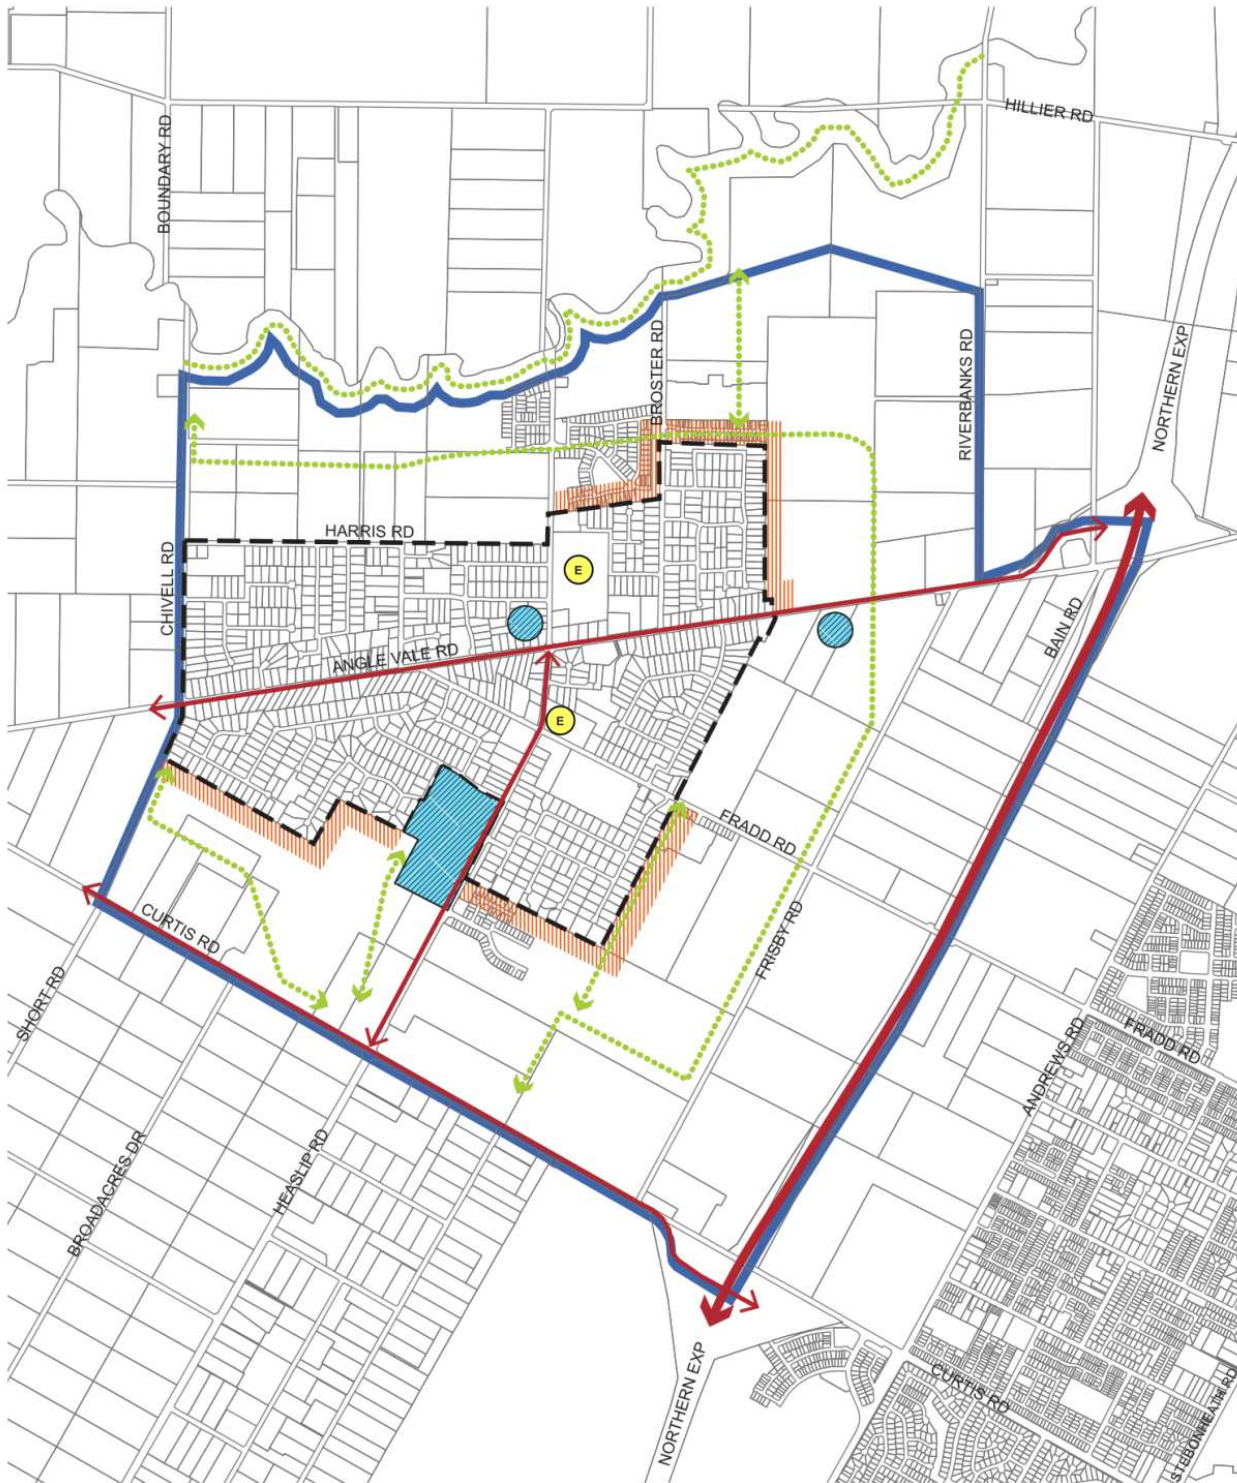 HILLIER RD
BOUNDARY RD
NORTHERN EXP
BROSTER RD
RIVERBANKS RD
HARRIS RD
CHIVELL RD
E
BAIN RD
ANGLE VALE RD
E
FRADD RD
CURTIS RD
FRISBY RD
SHORT RD
FRADD RD
ANDREWS RD
BROADACRES DR
HEASLIP RD
NORTHERN EXP
CURTIS RD
STEBONHEATH RD